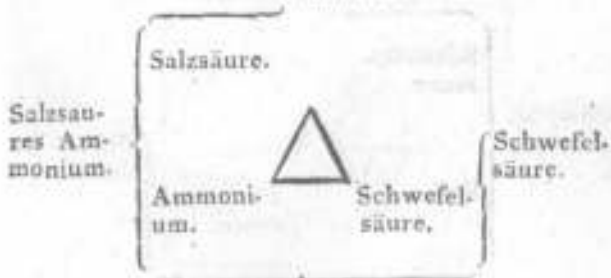 Salzsäure.
Salzsau-
res Am-
monium.
Schwefel-
säure.
Ammoni-
um.
Schwefel-
säure.